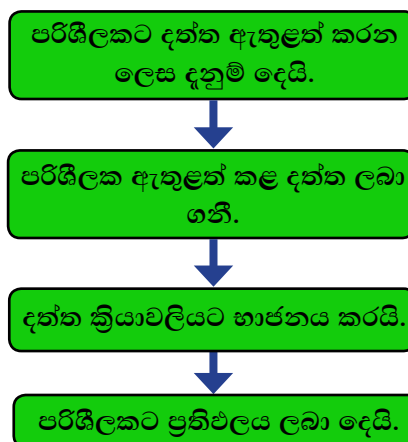 පරිශීලකට දත්ත ඇතුළත් කරන
ලෙස දැනුම් දෙයි.
පරිශීලක ඇතුළත් කළ දත්ත ලබා
ගනී.
දත්ත ක්‍රියාවලියට භාජනය කරයි.
පරිශීලකට ප්‍රතිඵලය ලබා දෙයි.